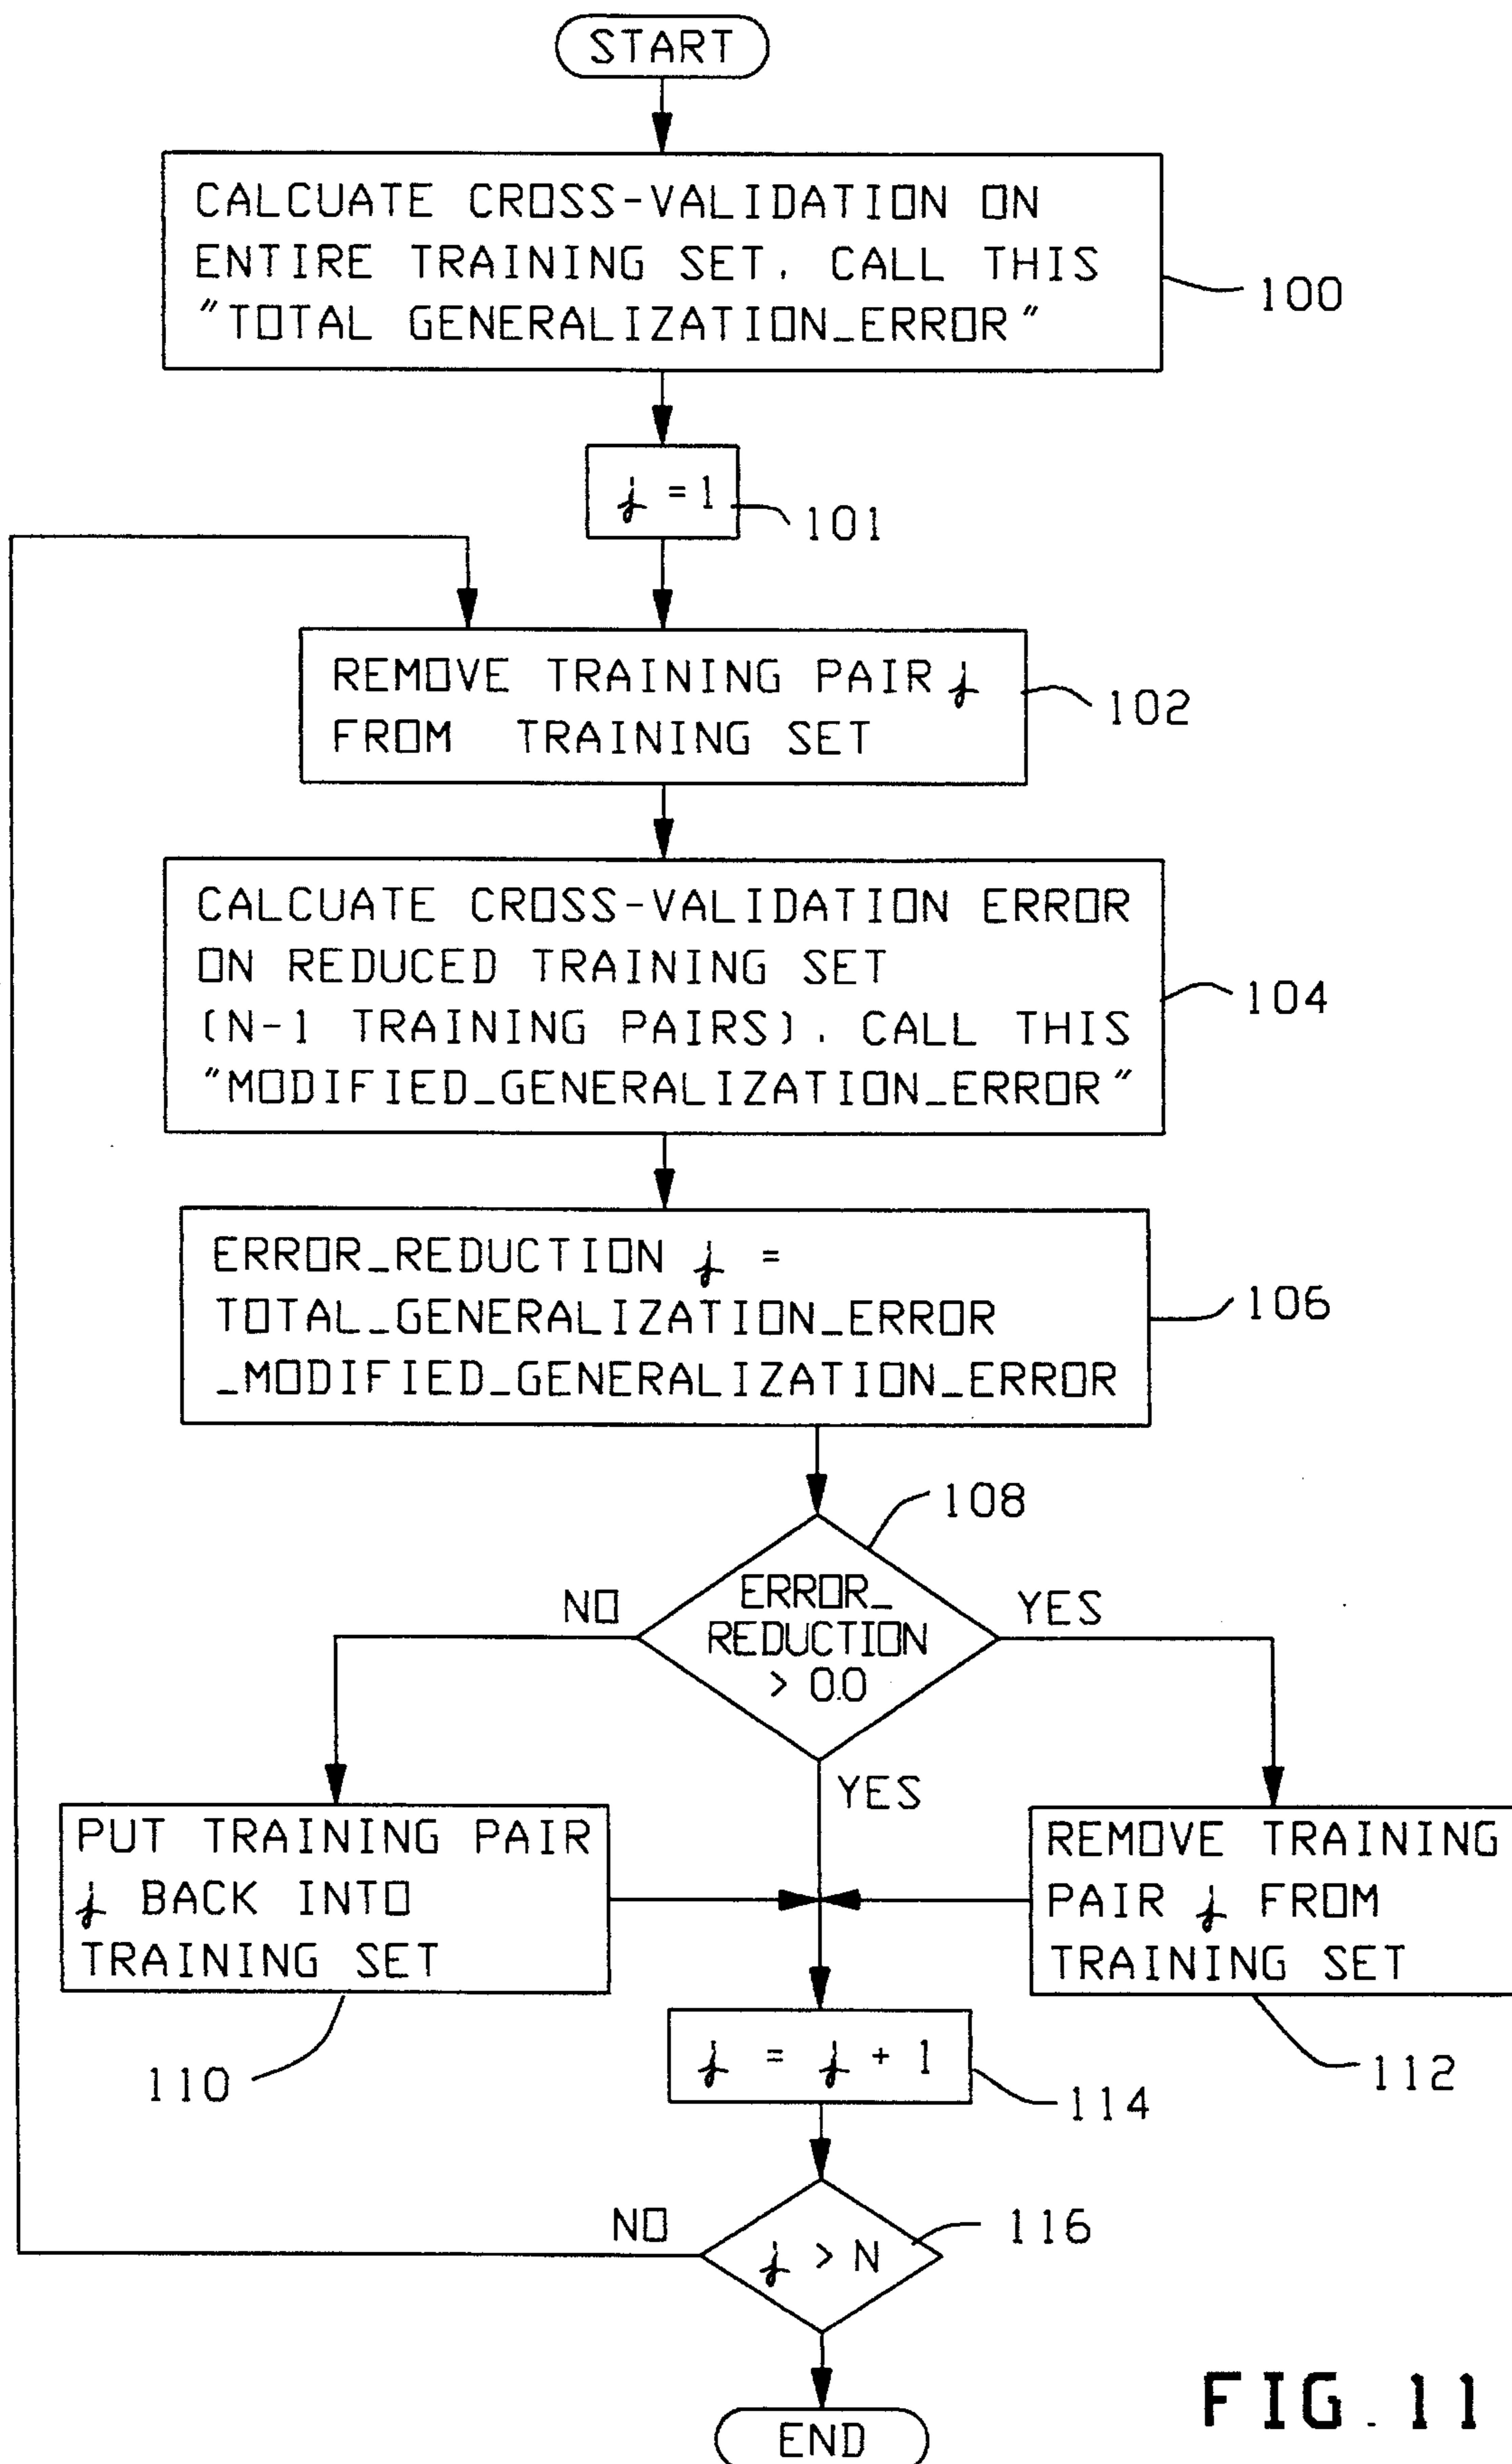 START
CALCUATE CROSS-VALIDATION ON
ENTIRE TRAINING SET. CALL THIS
"TOTAL GENERALIZATION_ERROR"
100
j = 1
101
REMOVE TRAINING PAIR j
FROM TRAINING SET
102
CALCUATE CROSS-VALIDATION ERROR
ON REDUCED TRAINING SET
(N-1 TRAINING PAIRS). CALL THIS
"MODIFIED_GENERALIZATION_ERROR"
104
ERROR_REDUCTION j =
TOTAL_GENERALIZATION_ERROR
_MODIFIED_GENERALIZATION_ERROR
106
108
ERROR_
REDUCTION
> 0.0
NO
YES
YES
PUT TRAINING PAIR
j BACK INTO
TRAINING SET
110
REMOVE TRAINING
PAIR j FROM
TRAINING SET
112
j = j + 1
114
NO
j > N
116
END
FIG. 11